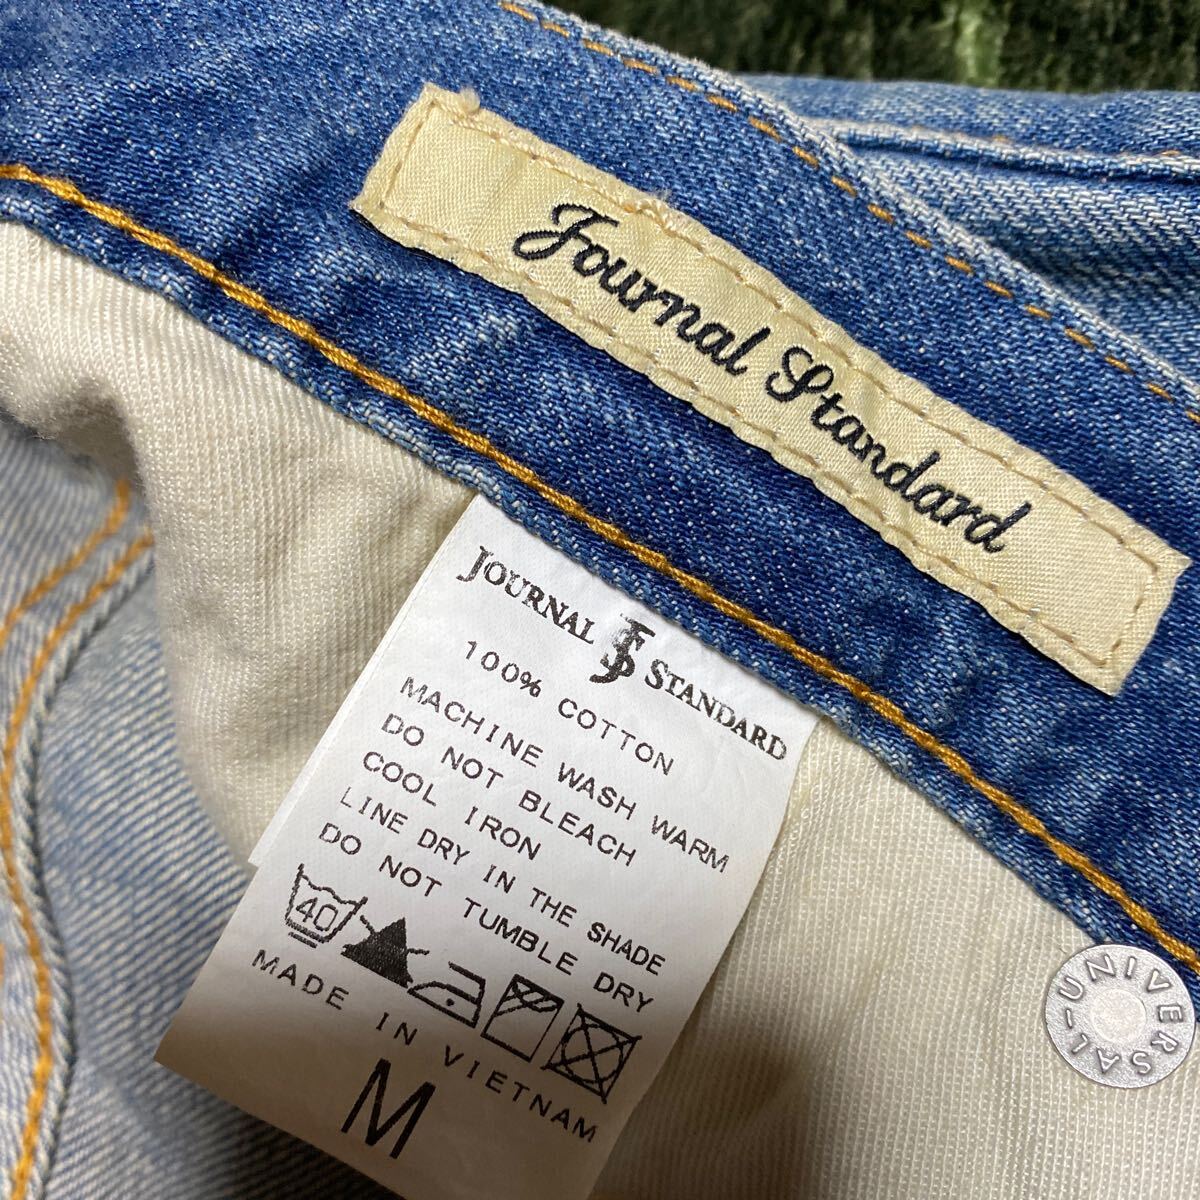 Journal Standard
JOURNAL JS STANDARD
100% COTTON
MACHINE WASH WARM
DO NOT BLEACH
COOL IRON
LINE DRY IN THE SHADE
DO NOT TUMBLE DRY
40
MADE IN VIETNAM
M
UNIVERSAL